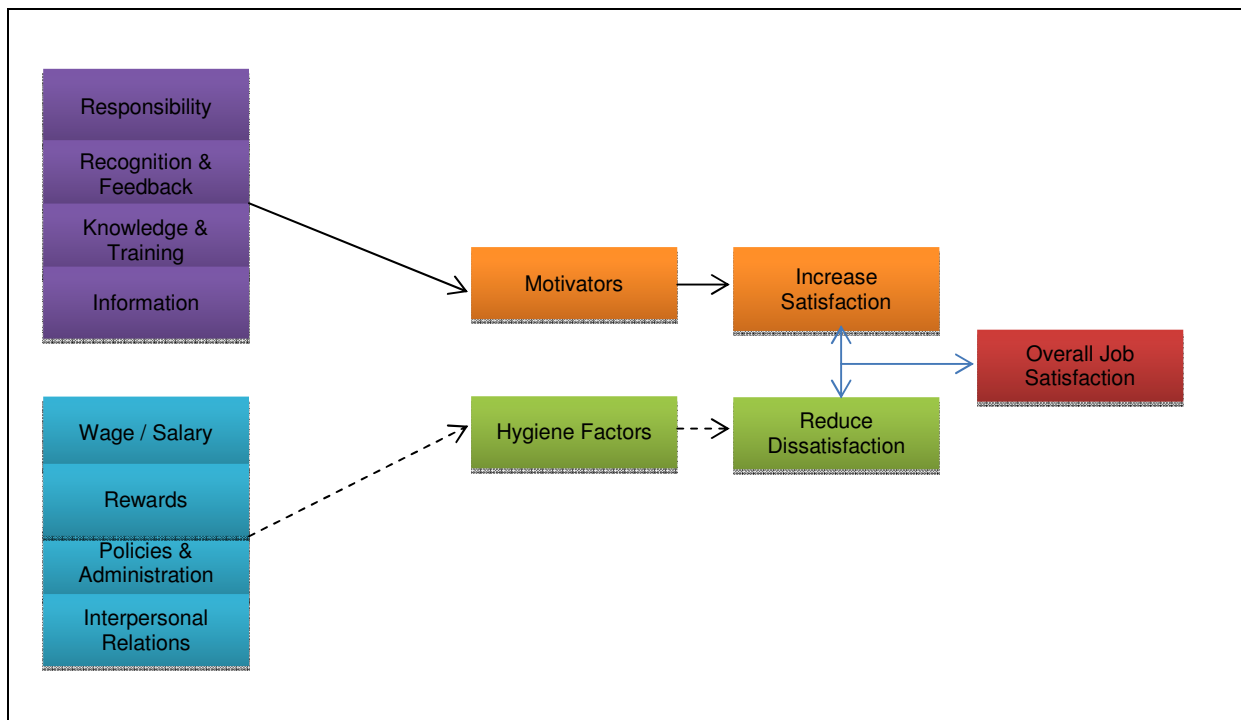 Responsibility
Recognition &
Feedback
Knowledge &
Training
Information
Motivators
Increase
Satisfaction
Overall Job
Satisfaction
Wage / Salary
Rewards
Policies &
Administration
Interpersonal
Relations
Hygiene Factors
Reduce
Dissatisfaction